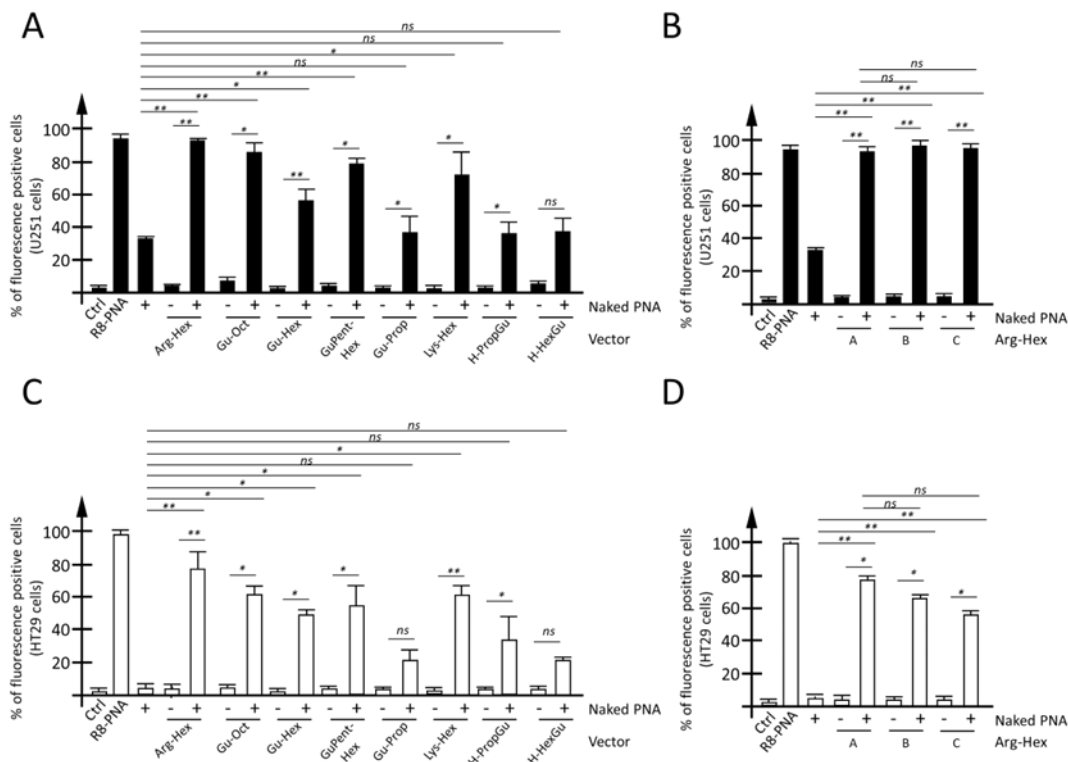 A
ns
ns
*
ns
**
*
**
**
**
*
**
*
*
*
*
ns
% of fluorescence positive cells
(U251 cells)
100
80
60
40
20
Ctrl
R8-PNA
+ - + - + - + - + - + - + - + - +
Naked PNA
Arg-Hex
Gu-Oct
Gu-Hex
GuPent-
Hex
Gu-Prop
Lys-Hex
H-PropGu
H-HexGu
Vector
B
ns
ns
**
**
**
**
**
**
% of fluorescence positive cells
(U251 cells)
100
80
60
40
20
Ctrl
R8-PNA
+ - + - + - +
Naked PNA
A B C
Arg-Hex
C
ns
ns
*
ns
*
*
*
**
**
*
*
*
ns
**
*
ns
% of fluorescence positive cells
(HT29 cells)
100
80
60
40
20
Ctrl
R8-PNA
+ - + - + - + - + - + - + - + - +
Naked PNA
Arg-Hex
Gu-Oct
Gu-Hex
GuPent-
Hex
Gu-Prop
Lys-Hex
H-PropGu
H-HexGu
Vector
D
ns
ns
**
**
**
*
*
*
% of fluorescence positive cells
(HT29 cells)
100
80
60
40
20
Ctrl
R8-PNA
+ - + - + - +
Naked PNA
A B C
Arg-Hex